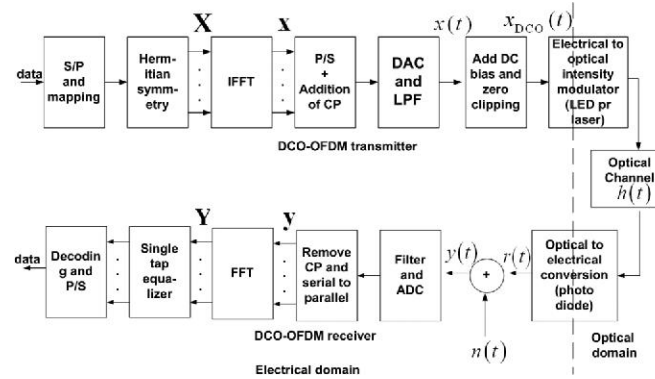 X
x
x(t)
x_DCO(t)
data
S/P
and
mapping
Herm-
itian
symm-
etry
IFFT
P/S
+
Addition
of CP
DAC
and
LPF
Add DC
bias and
zero
clipping
Electrical to
optical
intensity
modulator
(LED pr
laser)
DCO-OFDM transmitter
Optical
Channel
h(t)
Y
y
data
Decodin
g and
P/S
Single
tap
equa-
lizer
FFT
Remove
CP and
serial to
parallel
Filter
and
ADC
y(t)
+
r(t)
Optical to
electrical
conversion
(photo
diode)
n(t)
DCO-OFDM receiver
Optical
domain
Electrical domain